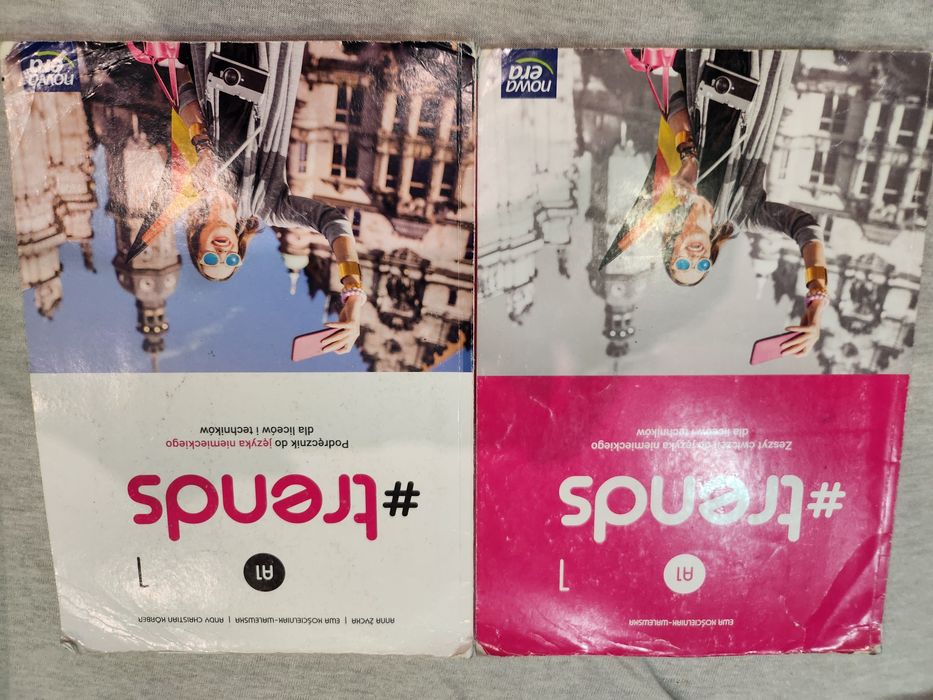 EWA KOŚCIELNIAK-WALEWSKA
A1 1
#trends
Zeszyt ćwiczeń do języka niemieckiego
dla liceów i techników
nowa
era
ANNA ŻYCKA | EWA KOŚCIELNIAK-WALEWSKA | ANDY CHRISTIAN KÖRBER
A1 1
#trends
Podręcznik do języka niemieckiego
dla liceów i techników
nowa
era